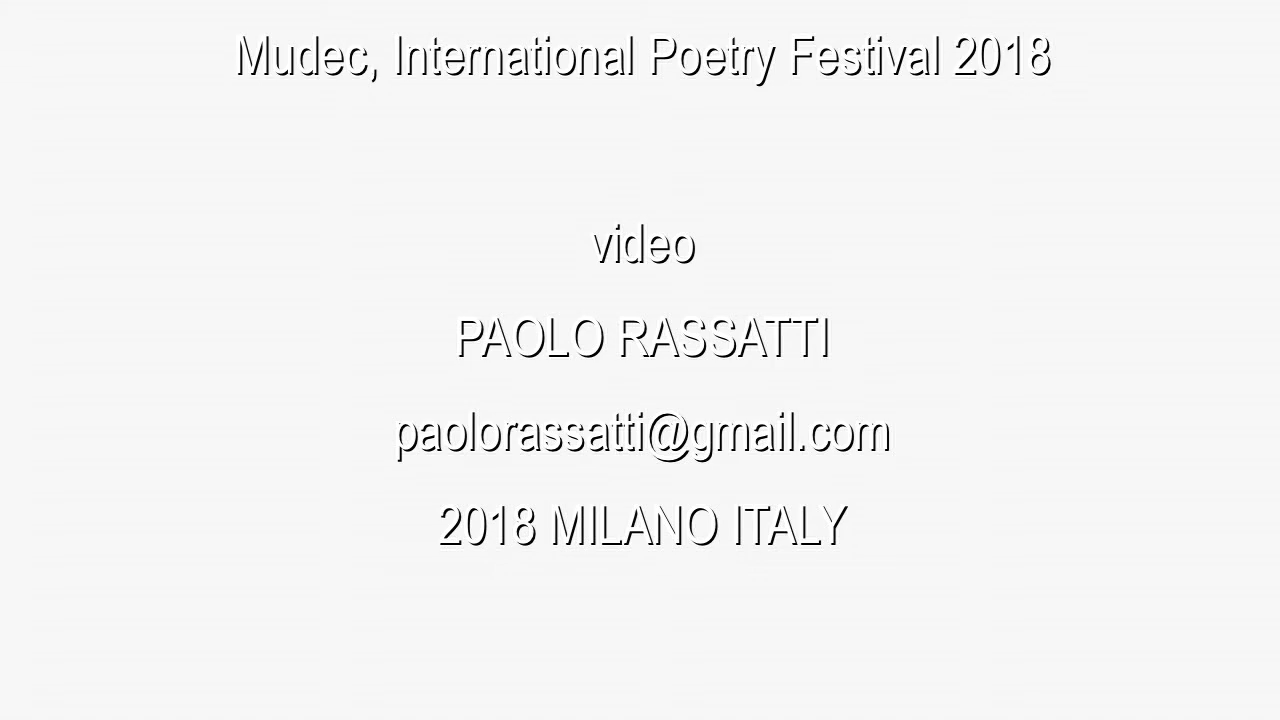 Mudec, International Poetry Festival 2018
video
PAOLO RASSATTI
paolorassatti@gmail.com
2018 MILANO ITALY